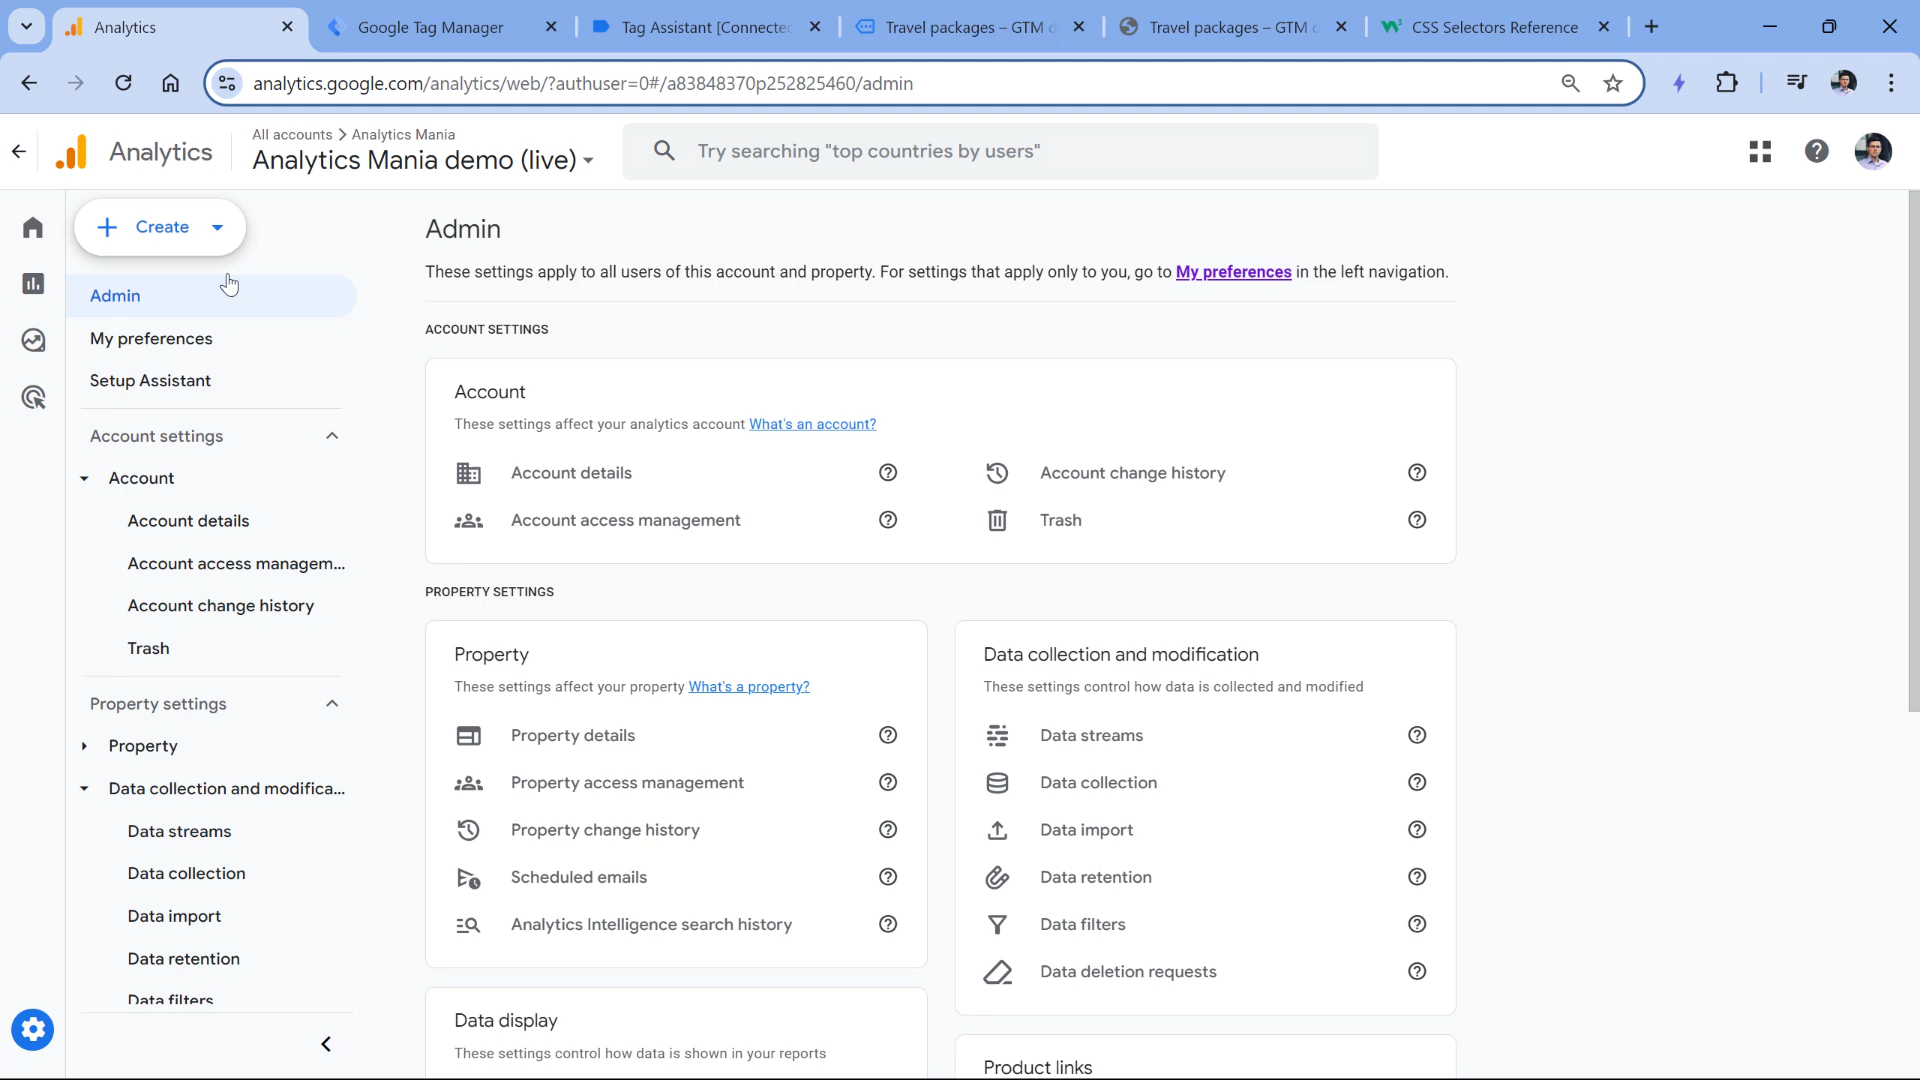 Analytics
Google Tag Manager
Tag Assistant [Connected
Travel packages – GTM d
Travel packages – GTM c
CSS Selectors Reference
analytics.google.com/analytics/web/?authuser=0#/a83848370p252825460/admin
Analytics
All accounts > Analytics Mania
Analytics Mania demo (live)
Try searching "top countries by users"
Create
Admin
My preferences
Setup Assistant
Account settings
Account
Account details
Account access managem...
Account change history
Trash
Property settings
Property
Data collection and modifica...
Data streams
Data collection
Data import
Data retention
Data filters
Admin
These settings apply to all users of this account and property. For settings that apply only to you, go to My preferences in the left navigation.
ACCOUNT SETTINGS
Account
These settings affect your analytics account What's an account?
Account details
Account change history
Account access management
Trash
PROPERTY SETTINGS
Property
These settings affect your property What's a property?
Property details
Property access management
Property change history
Scheduled emails
Analytics Intelligence search history
Data collection and modification
These settings control how data is collected and modified
Data streams
Data collection
Data import
Data retention
Data filters
Data deletion requests
Data display
These settings control how data is shown in your reports
Product links